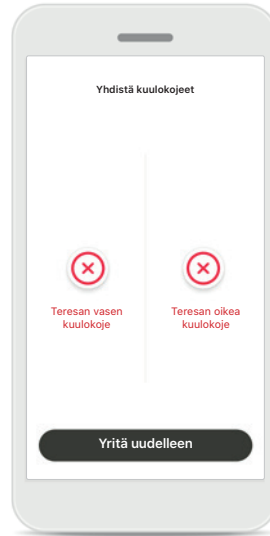 Yhdistä kuulokojeet
Teresan vasen
kuulokoje
Teresan oikea
kuulokoje
Yritä uudelleen